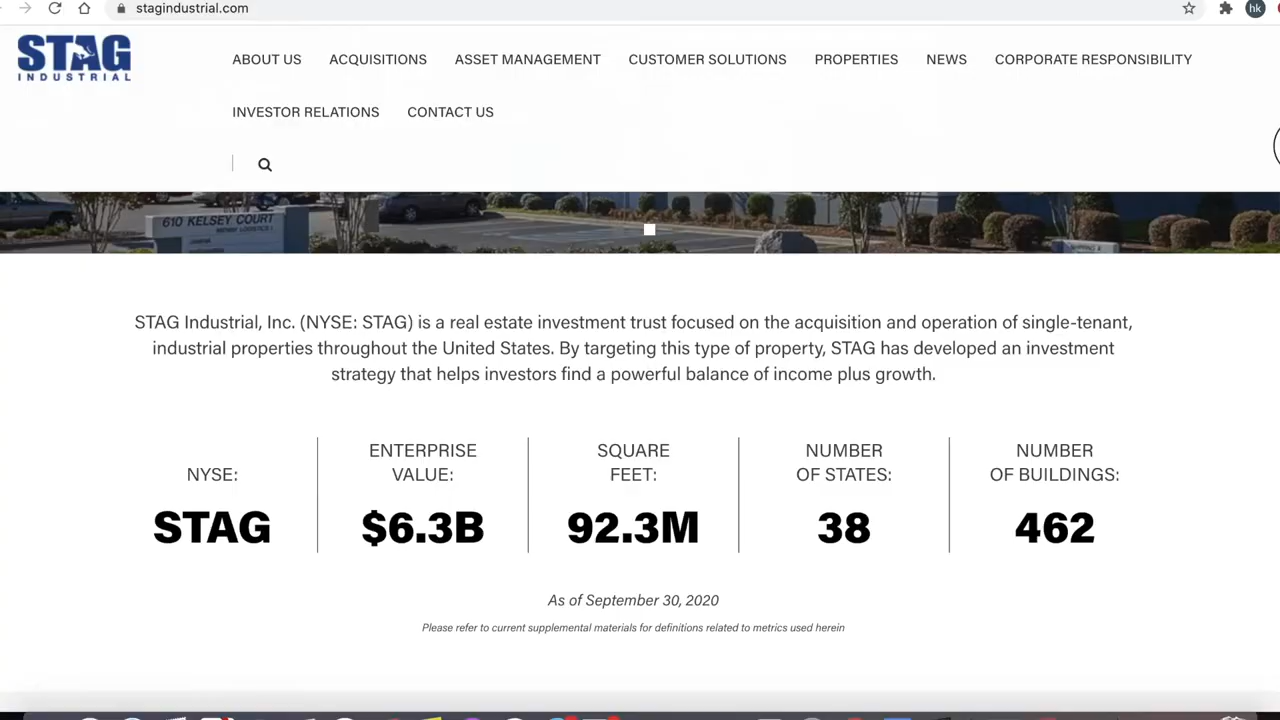 stagindustrial.com
hk
STAG
INDUSTRIAL
ABOUT US ACQUISITIONS ASSET MANAGEMENT CUSTOMER SOLUTIONS PROPERTIES NEWS CORPORATE RESPONSIBILITY
INVESTOR RELATIONS CONTACT US
610 KELSEY COURT
STAG Industrial, Inc. (NYSE: STAG) is a real estate investment trust focused on the acquisition and operation of single-tenant,
industrial properties throughout the United States. By targeting this type of property, STAG has developed an investment
strategy that helps investors find a powerful balance of income plus growth.
NYSE:
STAG
ENTERPRISE
VALUE:
$6.3B
SQUARE
FEET:
92.3M
NUMBER
OF STATES:
38
NUMBER
OF BUILDINGS:
462
As of September 30, 2020
Please refer to current supplemental materials for definitions related to metrics used herein